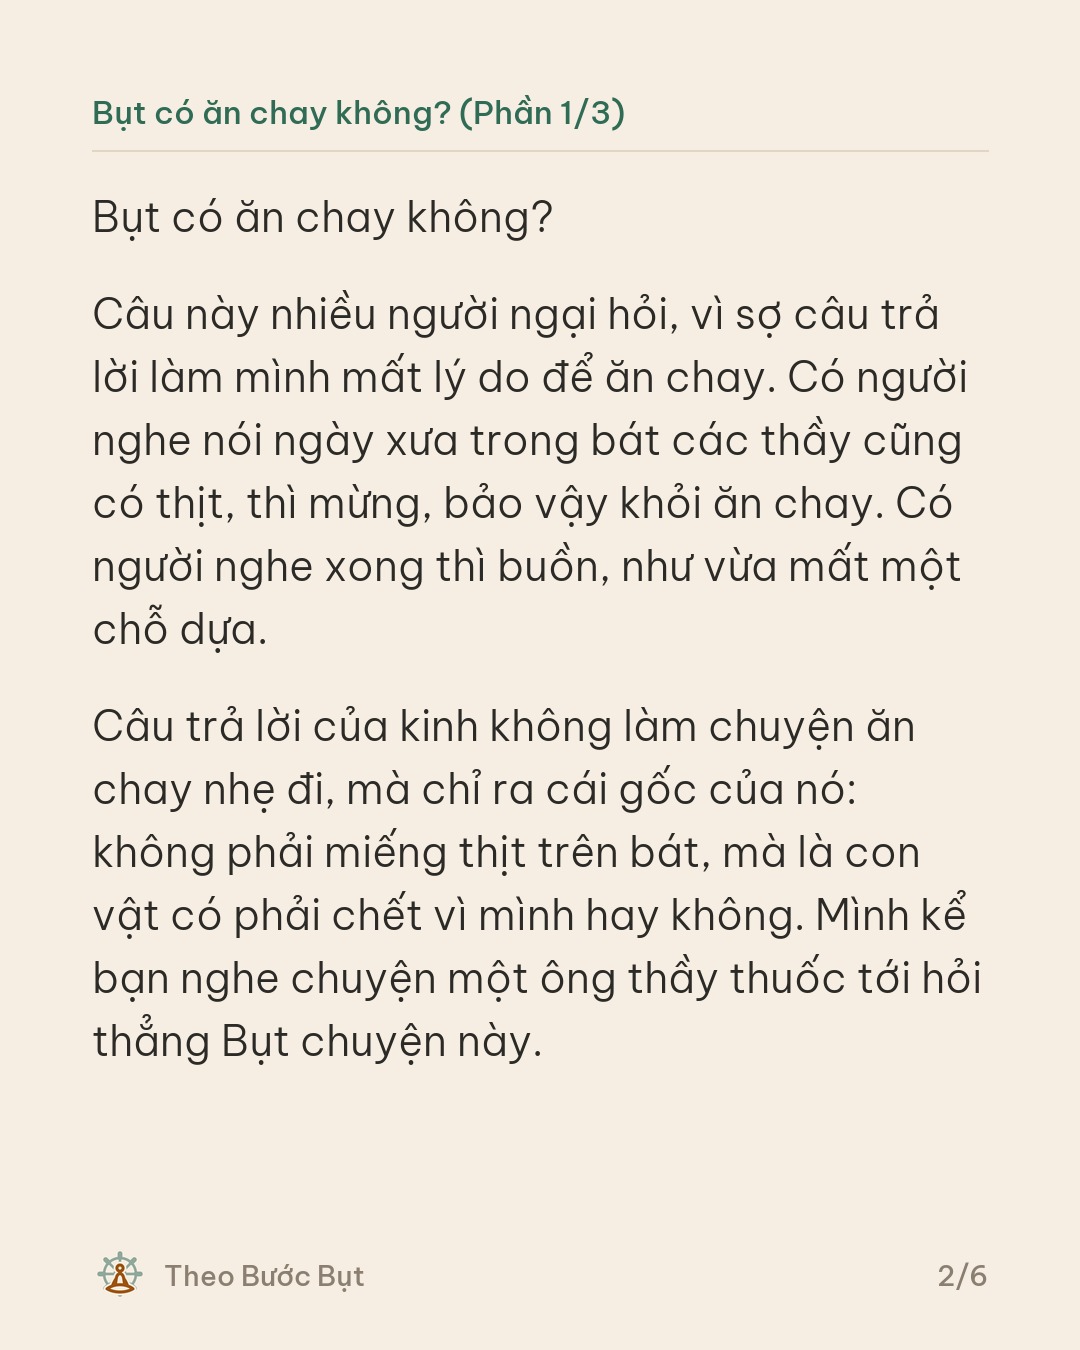 Bụt có ăn chay không? (Phần 1/3)
Bụt có ăn chay không?
Câu này nhiều người ngại hỏi, vì sợ câu trả
lời làm mình mất lý do để ăn chay. Có người
nghe nói ngày xưa trong bát các thầy cũng
có thịt, thì mừng, bảo vậy khỏi ăn chay. Có
người nghe xong thì buồn, như vừa mất một
chỗ dựa.
Câu trả lời của kinh không làm chuyện ăn
chay nhẹ đi, mà chỉ ra cái gốc của nó:
không phải miếng thịt trên bát, mà là con
vật có phải chết vì mình hay không. Mình kể
bạn nghe chuyện một ông thầy thuốc tới hỏi
thẳng Bụt chuyện này.
Theo Bước Bụt
2/6